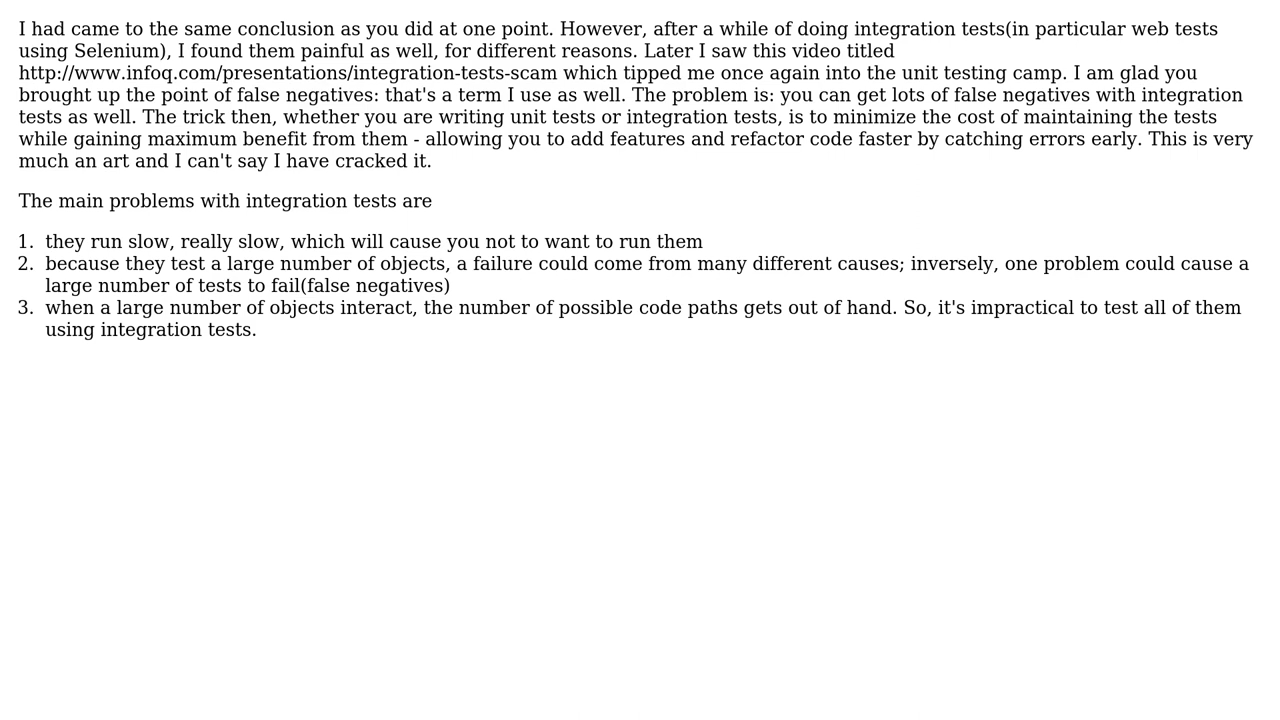 I had came to the same conclusion as you did at one point. However, after a while of doing integration tests(in particular web tests
using Selenium), I found them painful as well, for different reasons. Later I saw this video titled
http://www.infoq.com/presentations/integration-tests-scam which tipped me once again into the unit testing camp. I am glad you
brought up the point of false negatives: that's a term I use as well. The problem is: you can get lots of false negatives with integration
tests as well. The trick then, whether you are writing unit tests or integration tests, is to minimize the cost of maintaining the tests
while gaining maximum benefit from them - allowing you to add features and refactor code faster by catching errors early. This is very
much an art and I can't say I have cracked it.
The main problems with integration tests are
1. they run slow, really slow, which will cause you not to want to run them
2. because they test a large number of objects, a failure could come from many different causes; inversely, one problem could cause a
large number of tests to fail(false negatives)
3. when a large number of objects interact, the number of possible code paths gets out of hand. So, it's impractical to test all of them
using integration tests.